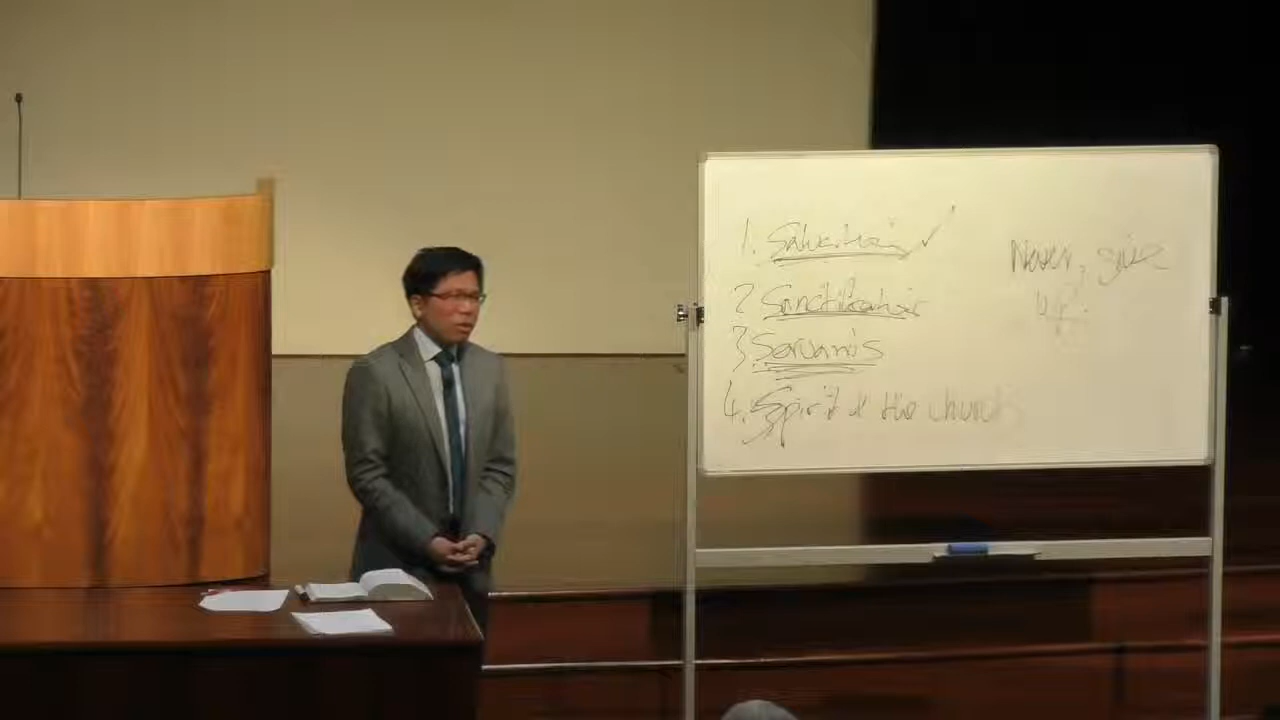 1. Salvation ✓
2 Sanctification
3. Servants
4. Spirit & the church
Never give
up.